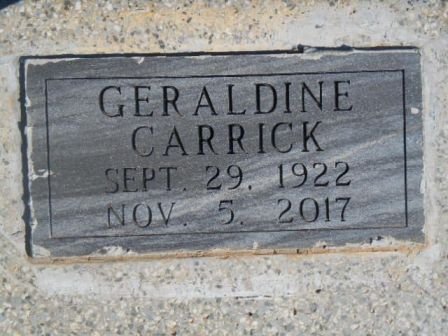 GERALDINE
CARRICK
SEPT. 29, 1922
NOV. 5, 2017